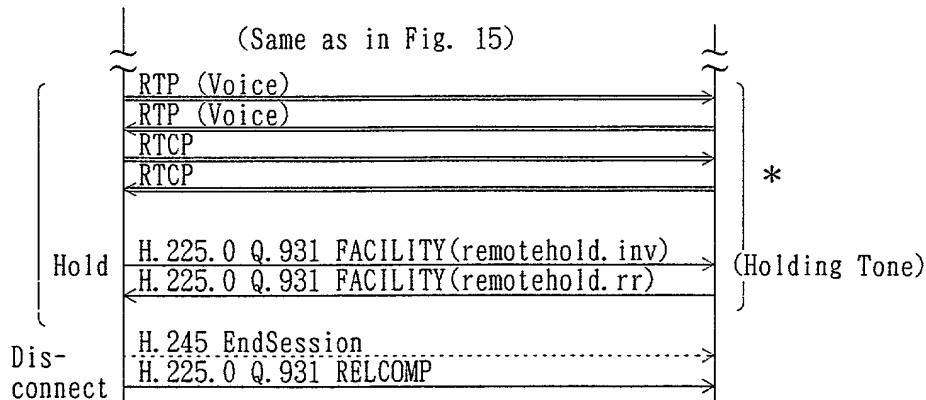 (Same as in Fig. 15)
RTP (Voice)
RTP (Voice)
RTCP
RTCP
*
H.225.0 Q.931 FACILITY(remotehold.inv)
Hold
(Holding Tone)
H.225.0 Q.931 FACILITY(remotehold.rr)
H.245 EndSession
Dis-
connect
H.225.0 Q.931 RELCOMP